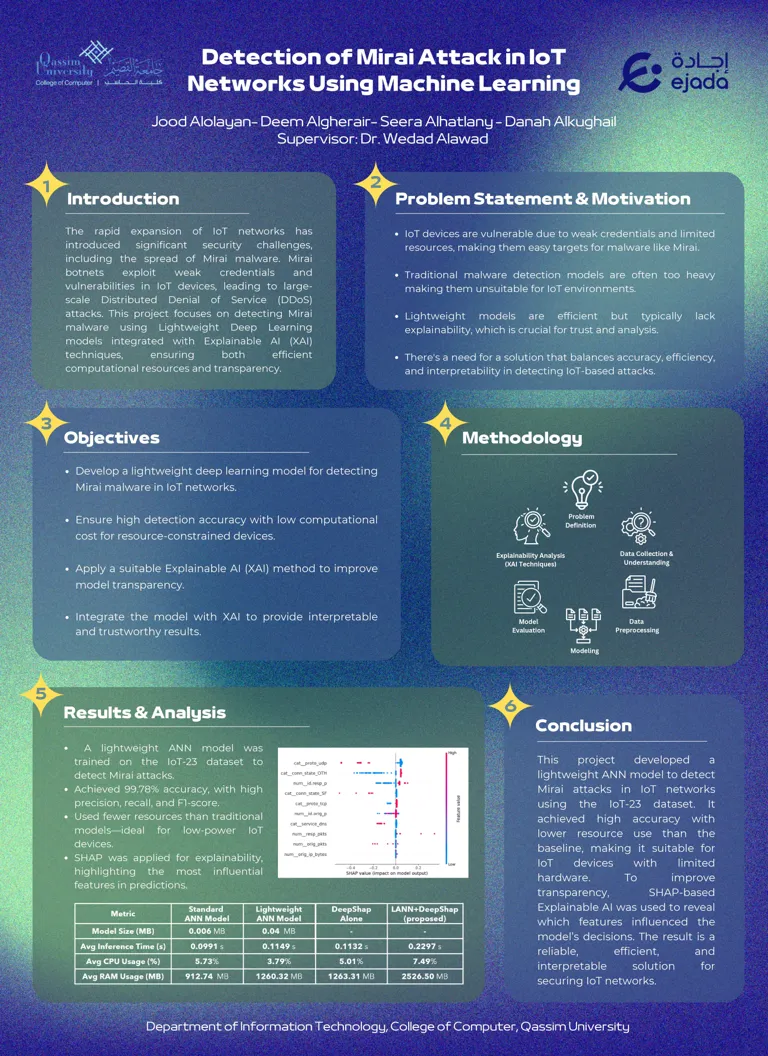 Qassim
University
College of Computer
جامعة القصيم
كلية الحاسب
إجادة
ejada
Detection of Mirai Attack in IoT
Networks Using Machine Learning
Jood Alolayan- Deem Algherair- Seera Alhatlany - Danah Alkughail
Supervisor: Dr. Wedad Alawad
1
Introduction
The rapid expansion of IoT networks has
introduced significant security challenges,
including the spread of Mirai malware. Mirai
botnets exploit weak credentials and
vulnerabilities in IoT devices, leading to large-
scale Distributed Denial of Service (DDoS)
attacks. This project focuses on detecting Mirai
malware using Lightweight Deep Learning
models integrated with Explainable AI (XAI)
techniques, ensuring both efficient
computational resources and transparency.
2
Problem Statement & Motivation
• IoT devices are vulnerable due to weak credentials and limited
resources, making them easy targets for malware like Mirai.
• Traditional malware detection models are often too heavy
making them unsuitable for IoT environments.
• Lightweight models are efficient but typically lack
explainability, which is crucial for trust and analysis.
• There's a need for a solution that balances accuracy, efficiency,
and interpretability in detecting IoT-based attacks.
3
Objectives
• Develop a lightweight deep learning model for detecting
Mirai malware in IoT networks.
• Ensure high detection accuracy with low computational
cost for resource-constrained devices.
• Apply a suitable Explainable AI (XAI) method to improve
model transparency.
• Integrate the model with XAI to provide interpretable
and trustworthy results.
4
Methodology
Problem
Definition
Data Collection &
Understanding
Data
Preprocessing
Modeling
Model
Evaluation
Explainability Analysis
(XAI Techniques)
5
Results & Analysis
• A lightweight ANN model was
trained on the IoT-23 dataset to
detect Mirai attacks.
• Achieved 99.78% accuracy, with high
precision, recall, and F1-score.
• Used fewer resources than traditional
models—ideal for low-power IoT
devices.
• SHAP was applied for explainability,
highlighting the most influential
features in predictions.
cat__proto_udp
cat__conn_state_OTH
num__id.resp_p
cat__conn_state_SF
cat__proto_tcp
num__id.orig_p
cat__service_dns
num__resp_pkts
num__orig_pkts
num__orig_ip_bytes
SHAP value (impact on model output)
High
Feature value
Low
Metric Standard ANN Model Lightweight ANN Model DeepShap Alone LANN+DeepShap (proposed)
Model Size (MB) 0.006 MB 0.04 MB - -
Avg Inference Time (s) 0.0991 s 0.1149 s 0.1132 s 0.2297 s
Avg CPU Usage (%) 5.73% 3.79% 5.01% 7.49%
Avg RAM Usage (MB) 912.74 MB 1260.32 MB 1263.31 MB 2526.50 MB
6
Conclusion
This project developed a
lightweight ANN model to detect
Mirai attacks in IoT networks
using the IoT-23 dataset. It
achieved high accuracy with
lower resource use than the
baseline, making it suitable for
IoT devices with limited
hardware. To improve
transparency, SHAP-based
Explainable AI was used to reveal
which features influenced the
model's decisions. The result is a
reliable, efficient, and
interpretable solution for
securing IoT networks.
Department of Information Technology, College of Computer, Qassim University